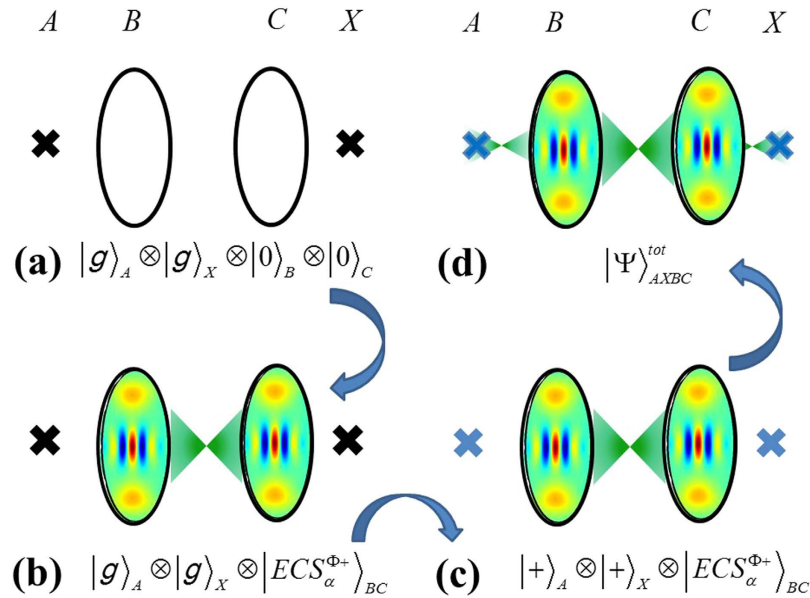 A B C X A B C X
(a) |g⟩_A ⊗ |g⟩_X ⊗ |0⟩_B ⊗ |0⟩_C
(d) |Ψ⟩^{tot}_{AXBC}
(b) |g⟩_A ⊗ |g⟩_X ⊗ |ECS^{Φ+}_α⟩_{BC}
(c) |+⟩_A ⊗ |+⟩_X ⊗ |ECS^{Φ+}_α⟩_{BC}